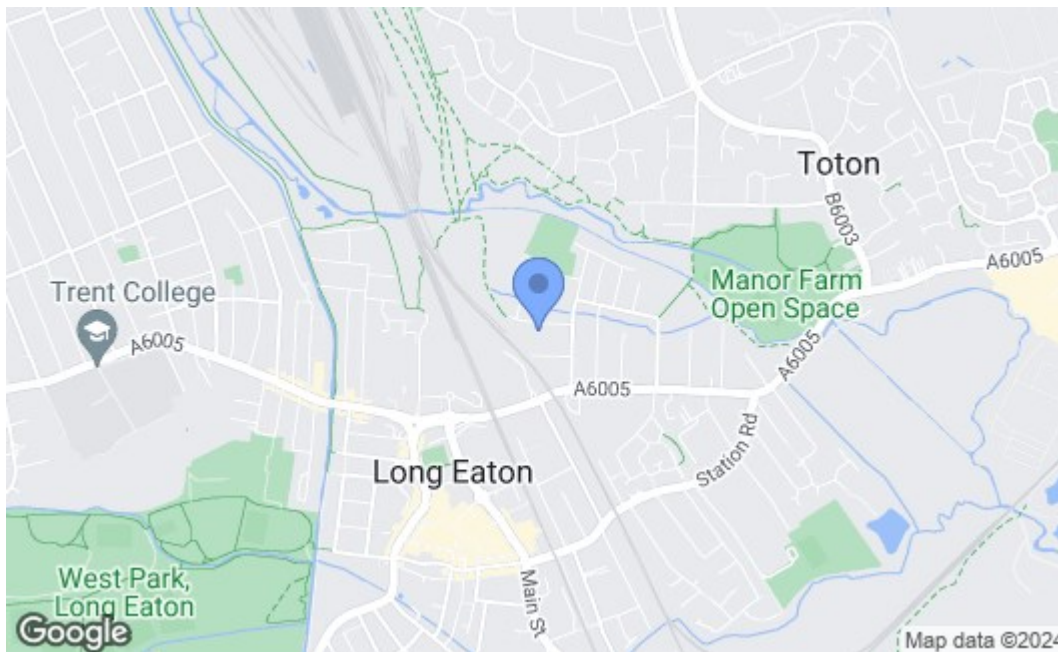 Toton
B6003
A6005
Manor Farm
Open Space
A6005
Trent College
A6005
A6005
Station Rd
Long Eaton
West Park,
Long Eaton
Main St
Google
Map data ©2024